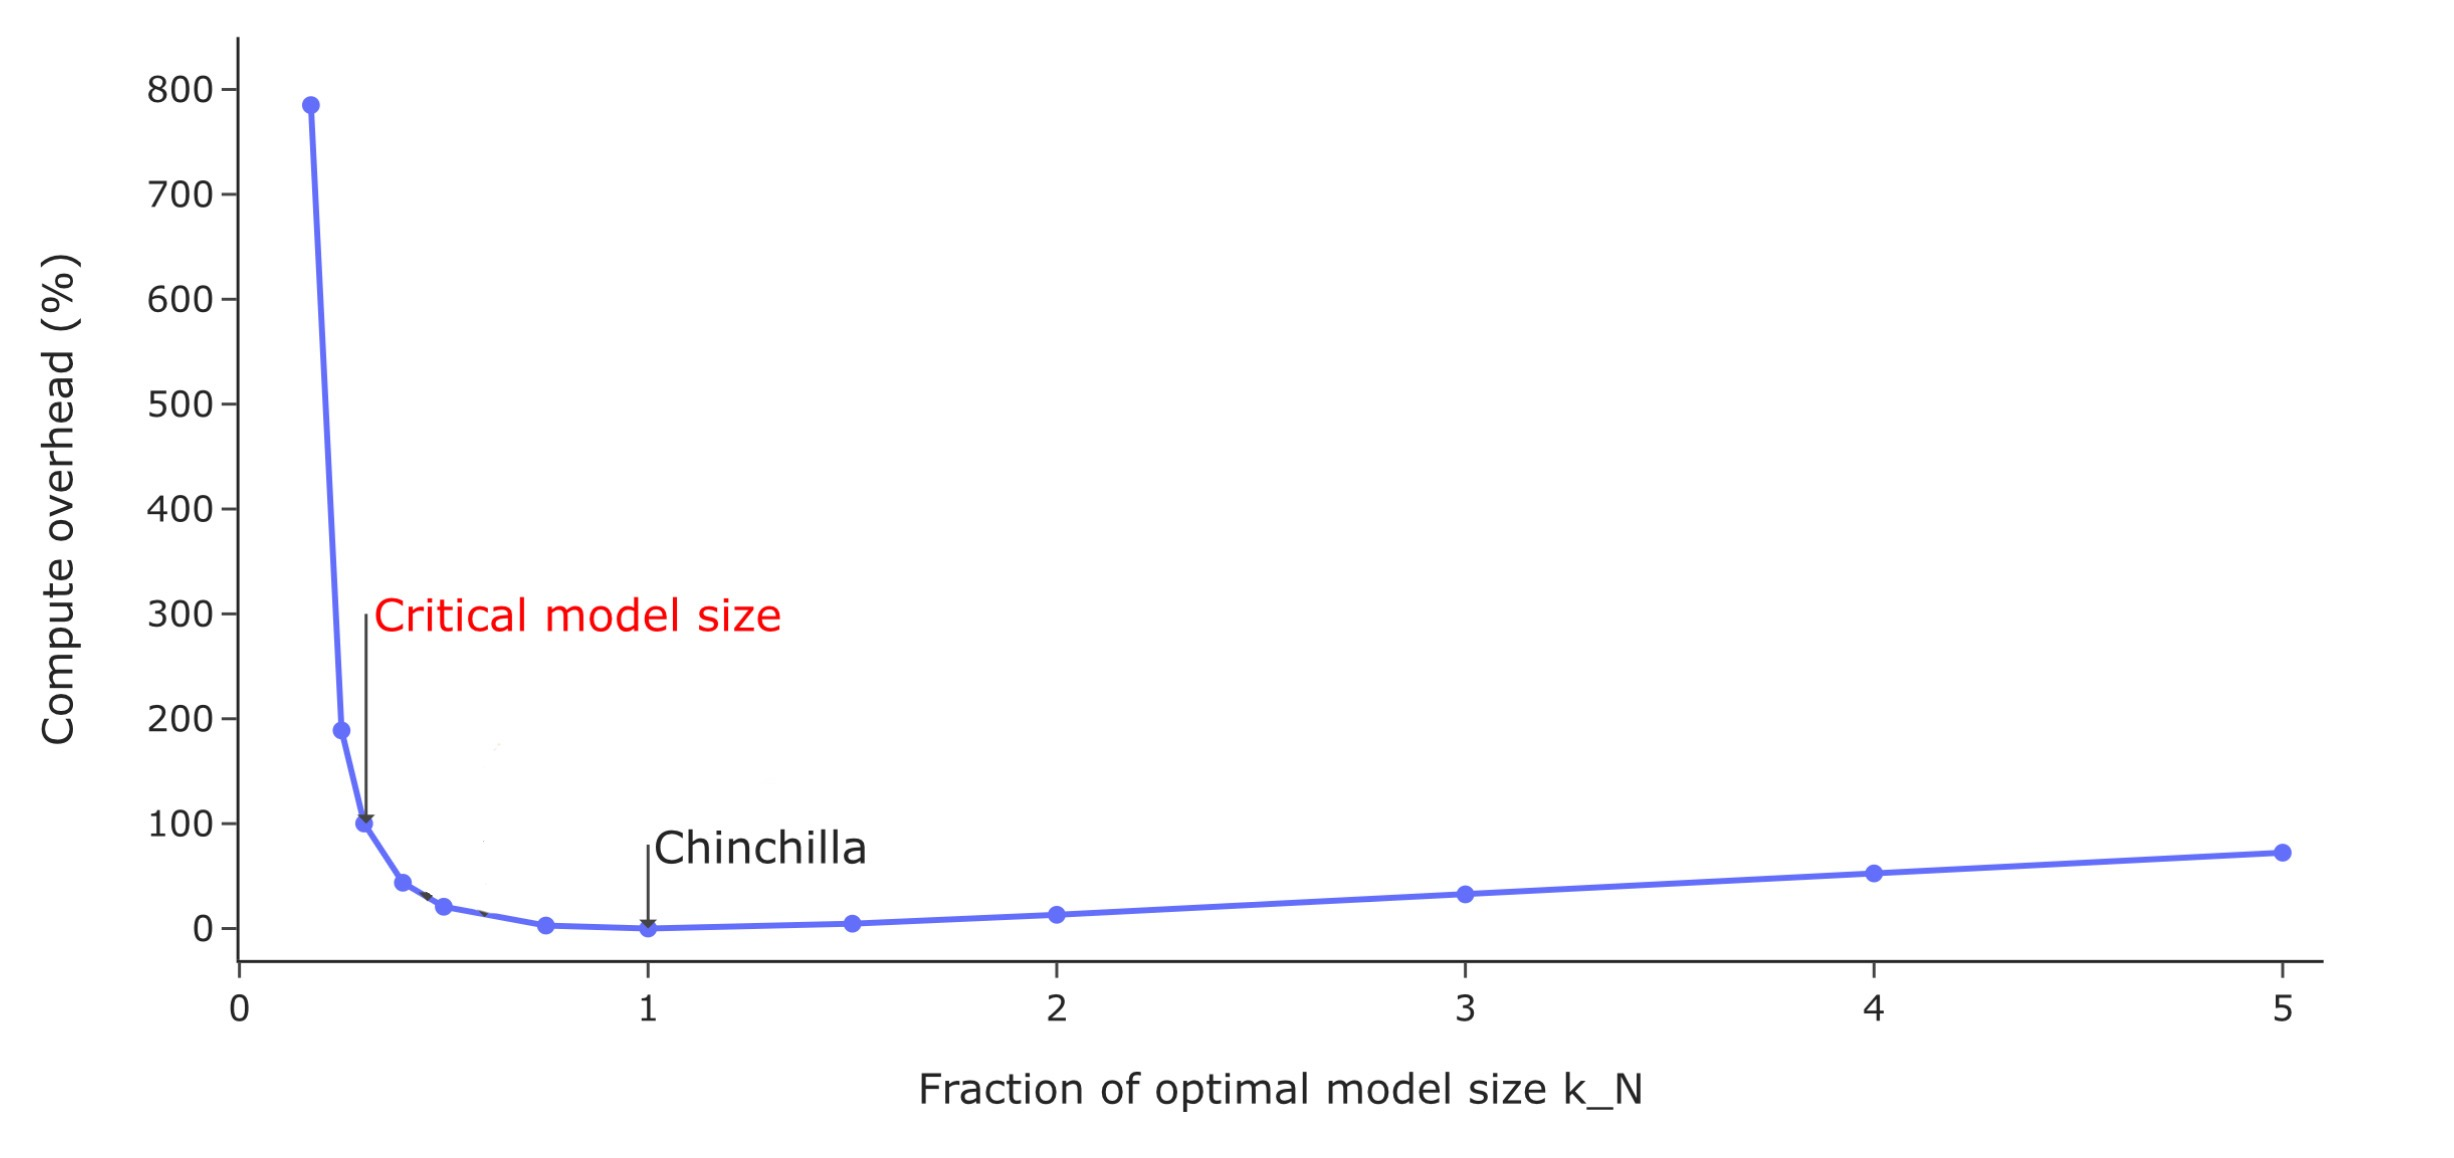 800
700
600
500
400
300
200
100
0
Compute overhead (%)
Critical model size
Chinchilla
0 1 2 3 4 5
Fraction of optimal model size k_N